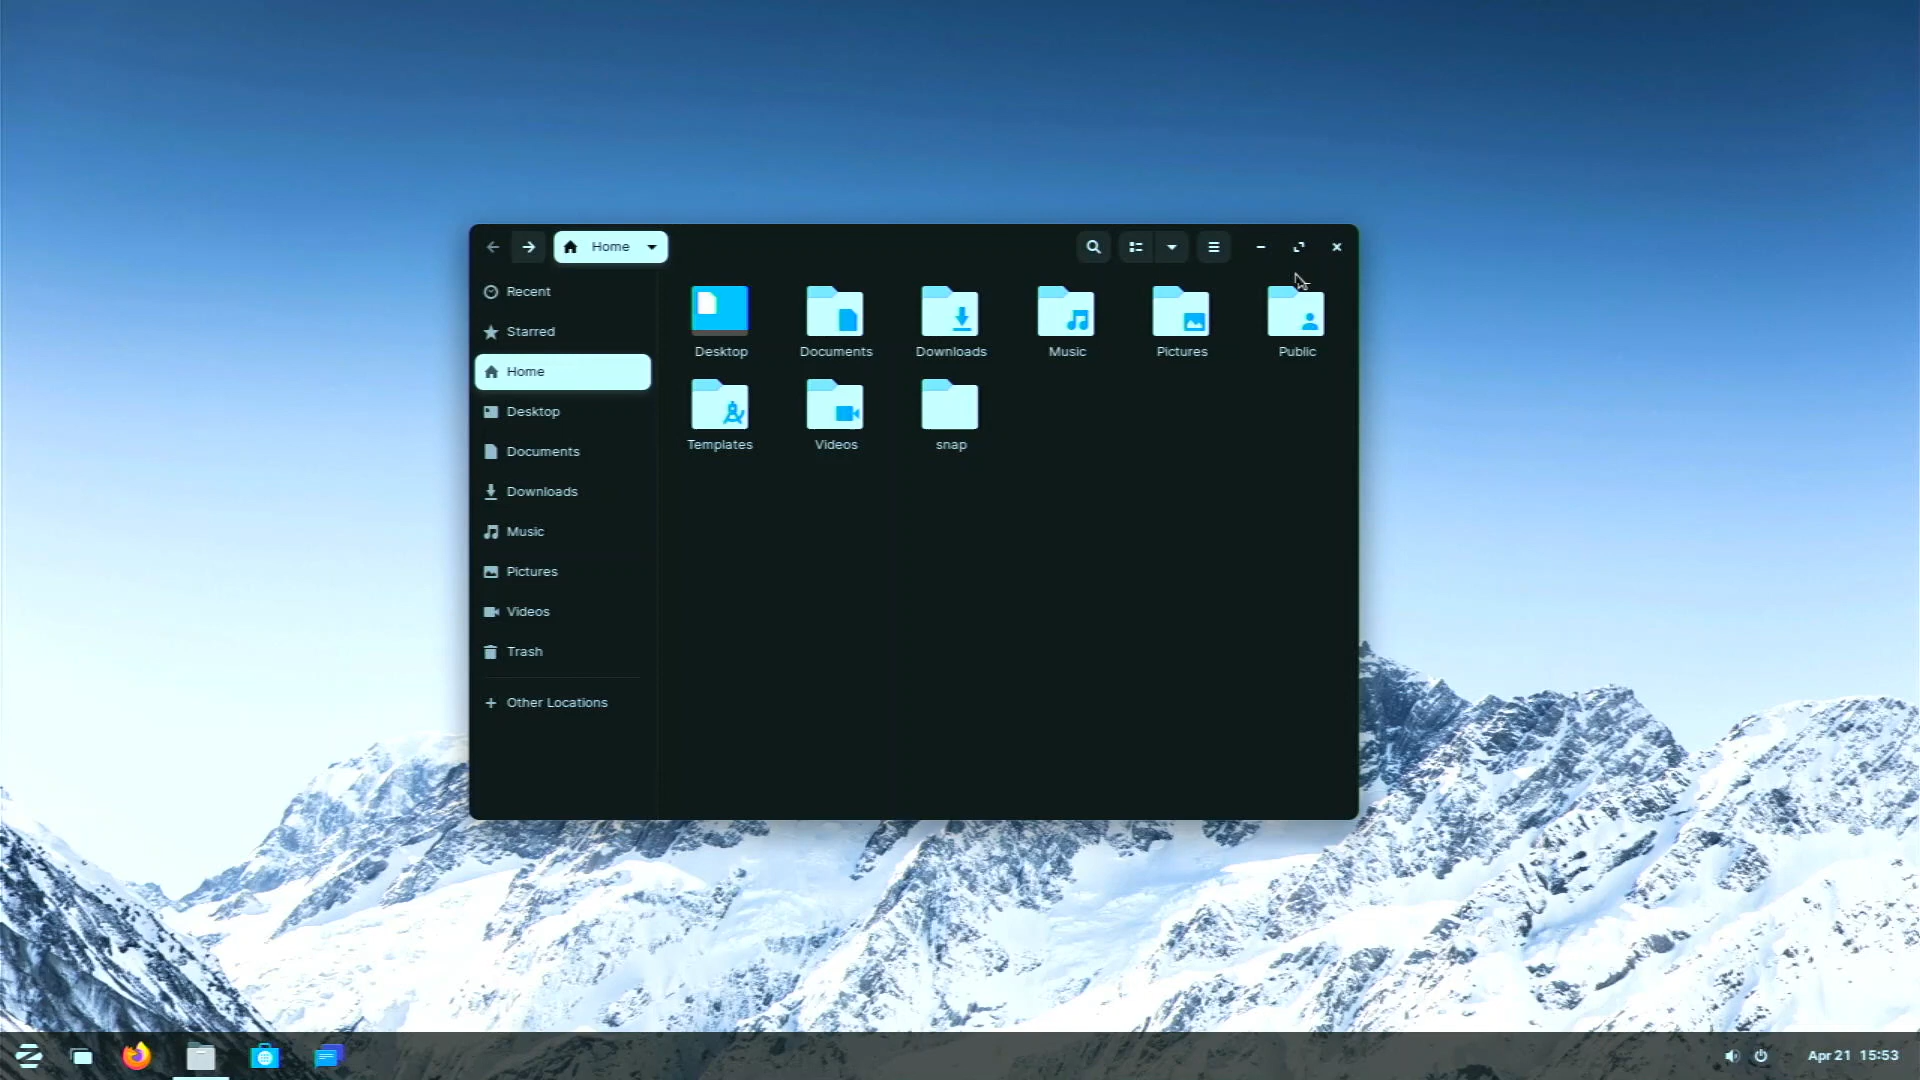 Home
Recent
Starred
Home
Desktop
Documents
Downloads
Music
Pictures
Videos
Trash
Other Locations
Desktop Documents Downloads Music Pictures Public
Templates Videos snap
Apr 21 15:53